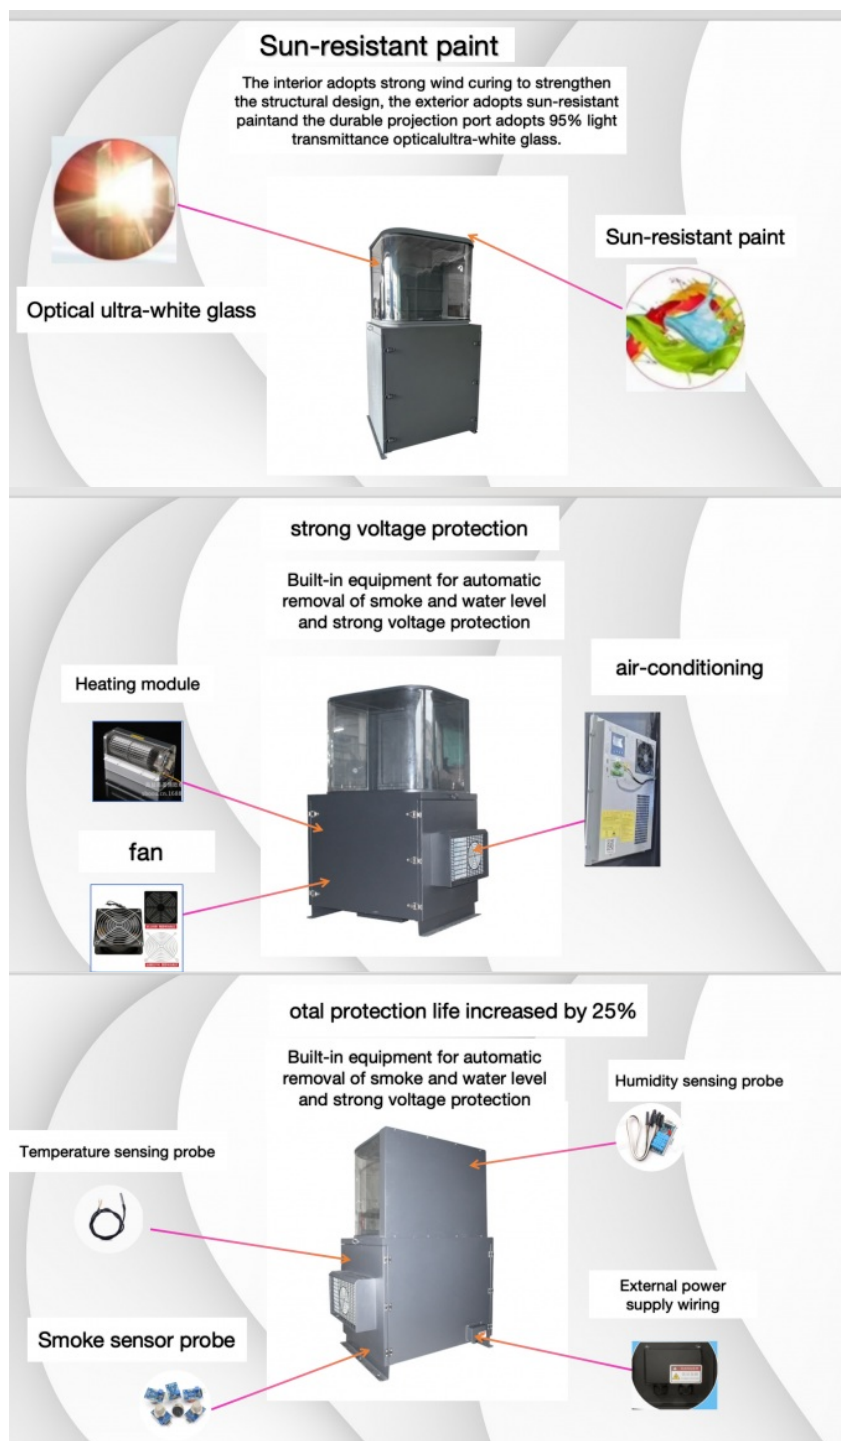 Sun-resistant paint
The interior adopts strong wind curing to strengthen
the structural design, the exterior adopts sun-resistant
paintand the durable projection port adopts 95% light
transmittance opticalultra-white glass.
Sun-resistant paint
Optical ultra-white glass
strong voltage protection
Built-in equipment for automatic
removal of smoke and water level
and strong voltage protection
air-conditioning
Heating module
fan
otal protection life increased by 25%
Built-in equipment for automatic
removal of smoke and water level
and strong voltage protection
Humidity sensing probe
Temperature sensing probe
External power
supply wiring
Smoke sensor probe